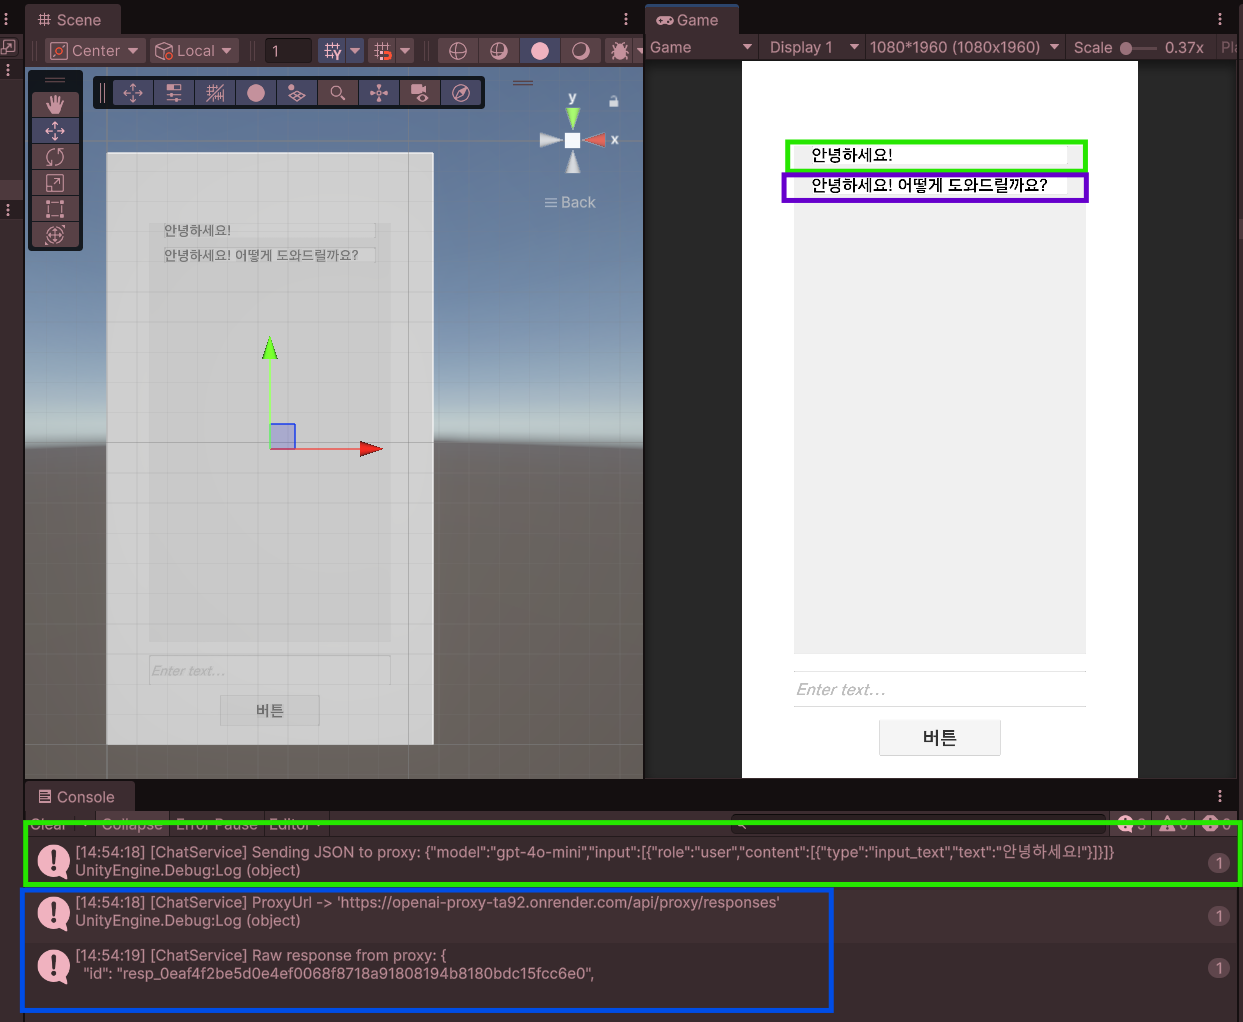 Scene
Game
Center
Local
1
Game
Display 1
1080*1960 (1080x1960)
Scale
0.37x
y
x
Back
안녕하세요!
안녕하세요! 어떻게 도와드릴까요?
Enter text...
버튼
안녕하세요!
안녕하세요! 어떻게 도와드릴까요?
Enter text...
버튼
Console
Clear
Collapse
Error Pause
Editor
[14:54:18] [ChatService] Sending JSON to proxy: {"model":"gpt-4o-mini","input":[{"role":"user","content":[{"type":"input_text","text":"안녕하세요!"}]}]}
UnityEngine.Debug:Log (object)
1
[14:54:18] [ChatService] ProxyUrl -> 'https://openai-proxy-ta92.onrender.com/api/proxy/responses'
UnityEngine.Debug:Log (object)
1
[14:54:19] [ChatService] Raw response from proxy: {
"id": "resp_0eaf4f2be5d0e4ef0068f8718a91808194b8180bdc15fcc6e0",
1